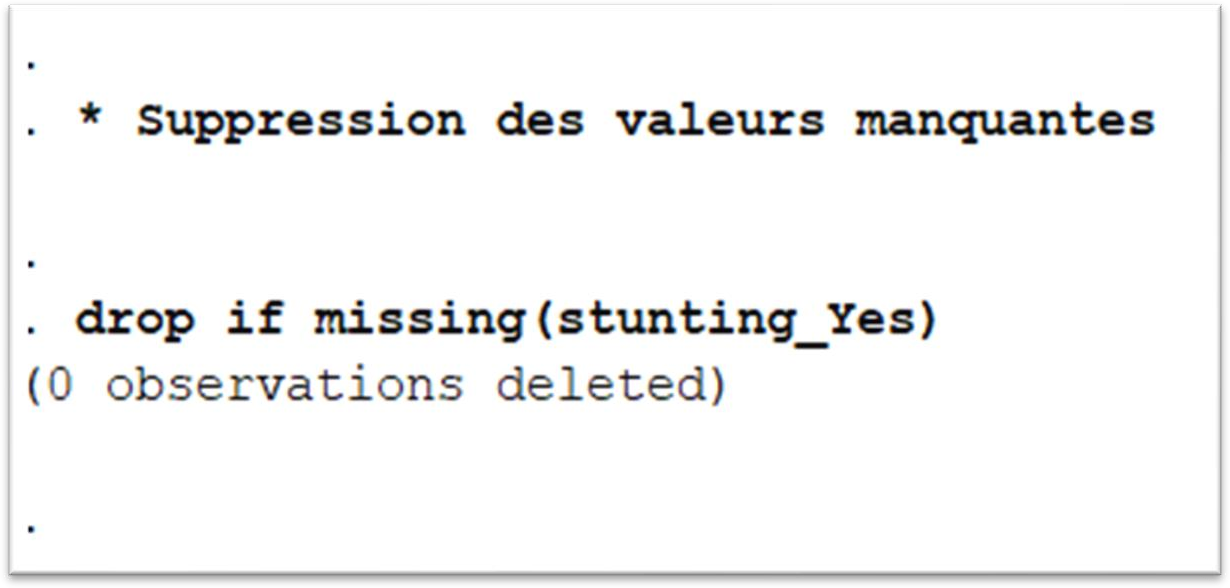 .
. * Suppression des valeurs manquantes
.
. drop if missing(stunting_Yes)
(0 observations deleted)
.